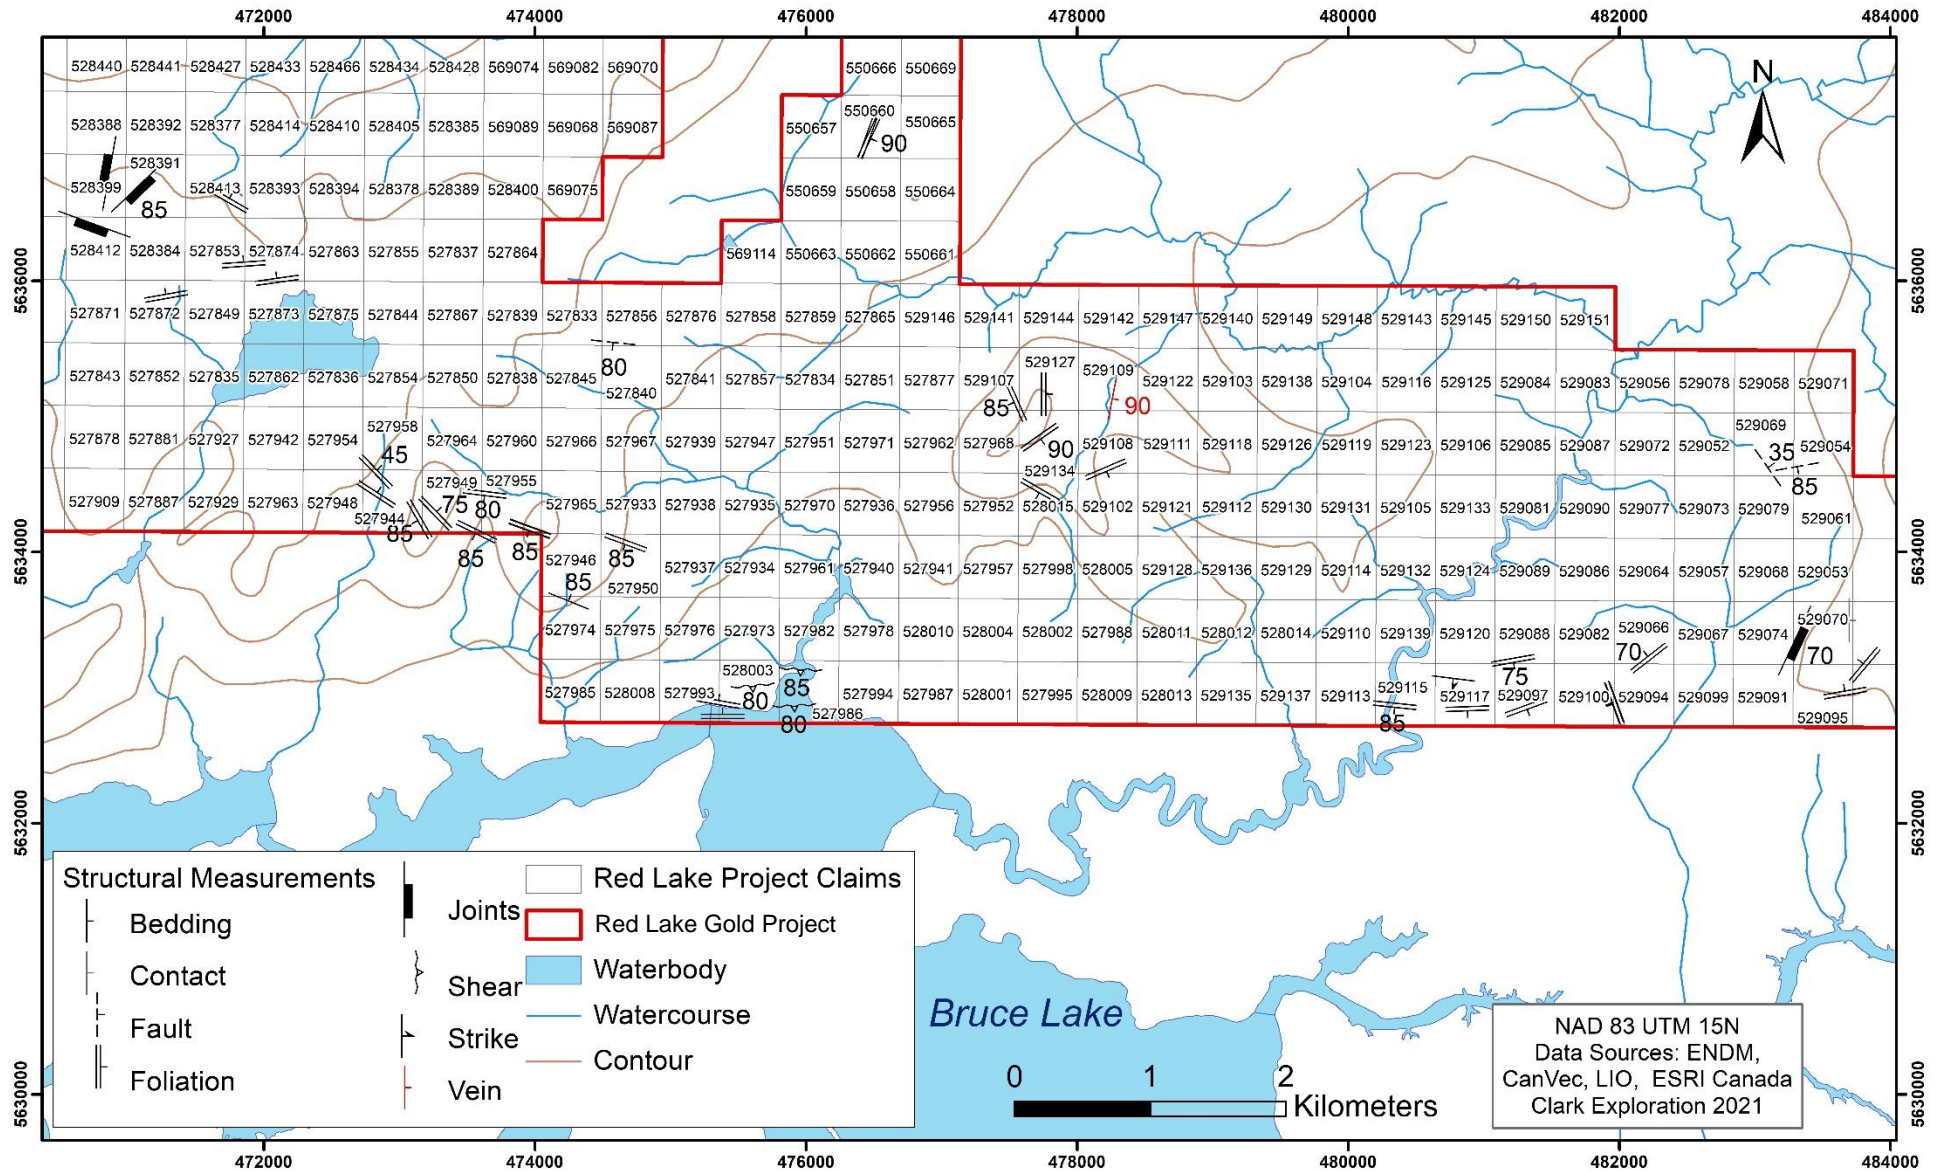 472000 474000 476000 478000 480000 482000 484000
528440 528441 528427 528433 528466 528434 528428 569074 569082 569070 550666 550669
N
528388 528392 528377 528414 528410 528405 528385 569089 569068 569087 550657 550660 550665
90
528399 528391 528413 528393 528394 528378 528389 528400 569075 550659 550658 550664
85
528412 528384 527853 527874 527863 527855 527837 527864 569114 550663 550662 550661
5636000 5636000
527871 527872 527849 527873 527875 527844 527867 527839 527833 527856 527876 527858 527859 527865 529146 529141 529144 529142 529147 529140 529149 529148 529143 529145 529150 529151
80
527843 527852 527835 527862 527836 527854 527850 527838 527845 527840 527841 527857 527834 527851 527877 529107 529127 529109 529122 529103 529138 529104 529116 529125 529084 529083 529056 529078 529058 529071
85 90
527878 527881 527927 527942 527954 527958 527964 527960 527966 527967 527939 527947 527951 527971 527962 527968 529134 529108 529111 529118 529126 529119 529123 529106 529085 529087 529072 529052 529069 529054
45 90 35 85
527909 527887 527929 527963 527948 527944 527949 527955 527965 527933 527938 527935 527970 527936 527956 527952 528015 529102 529121 529112 529130 529131 529105 529133 529081 529090 529077 529073 529079 529061
85 75 80 85 85 85
5634000 5634000
527946 527950 527937 527934 527961 527940 527941 527957 527998 528005 529128 529136 529129 529114 529132 529124 529089 529086 529064 529057 529068 529053
85
527974 527975 527976 527973 527982 527978 528010 528004 528002 527988 528011 528012 528014 529110 529139 529120 529088 529082 529066 529067 529074 529070
70 70
527985 528008 527993 528003 527986 527994 527987 528001 527995 528009 528013 529135 529137 529113 529115 529117 529097 529100 529094 529099 529091 529095
80 85 80 85 75
5632000 5632000
Structural Measurements
Bedding
Contact
Fault
Foliation
Joints
Shear
Strike
Vein
Red Lake Project Claims
Red Lake Gold Project
Waterbody
Watercourse
Contour
Bruce Lake
0 1 2
Kilometers
NAD 83 UTM 15N
Data Sources: ENDM,
CanVec, LIO, ESRI Canada
Clark Exploration 2021
5630000 5630000
472000 474000 476000 478000 480000 482000 484000